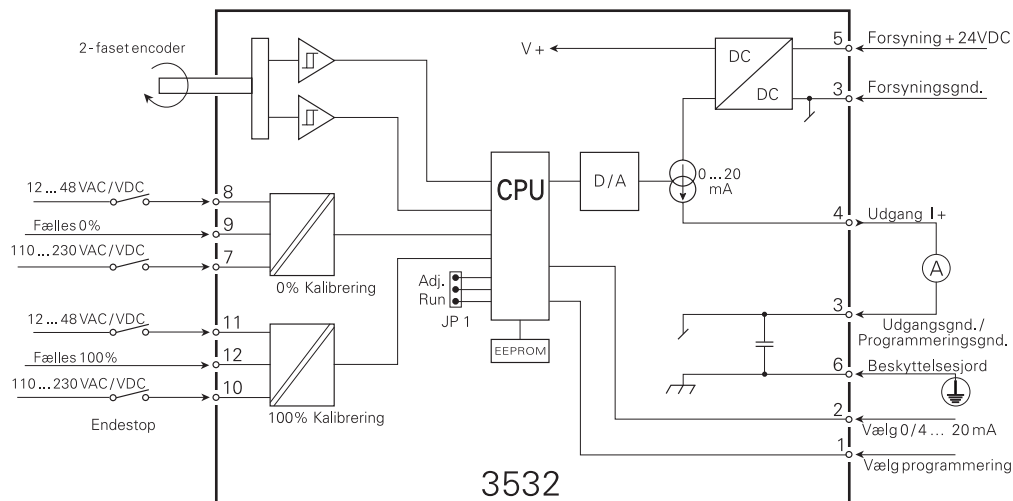 2-faset encoder
V +
DC
DC
5
Forsyning + 24VDC
3
Forsyningsgnd.
12 ... 48 VAC/VDC
8
Fælles 0%
9
110 ... 230 VAC/VDC
7
0% Kalibrering
CPU
D/A
0 ... 20
mA
4
Udgang I +
A
Adj.
Run
JP 1
EEPROM
12 ... 48 VAC/VDC
11
Fælles 100%
12
110 ... 230 VAC/VDC
10
100% Kalibrering
Endestop
3
Udgangsgnd./
Programmeringsgnd.
6
Beskyttelsesjord
2
Vælg 0/4 ... 20 mA
1
Vælg programmering
3532